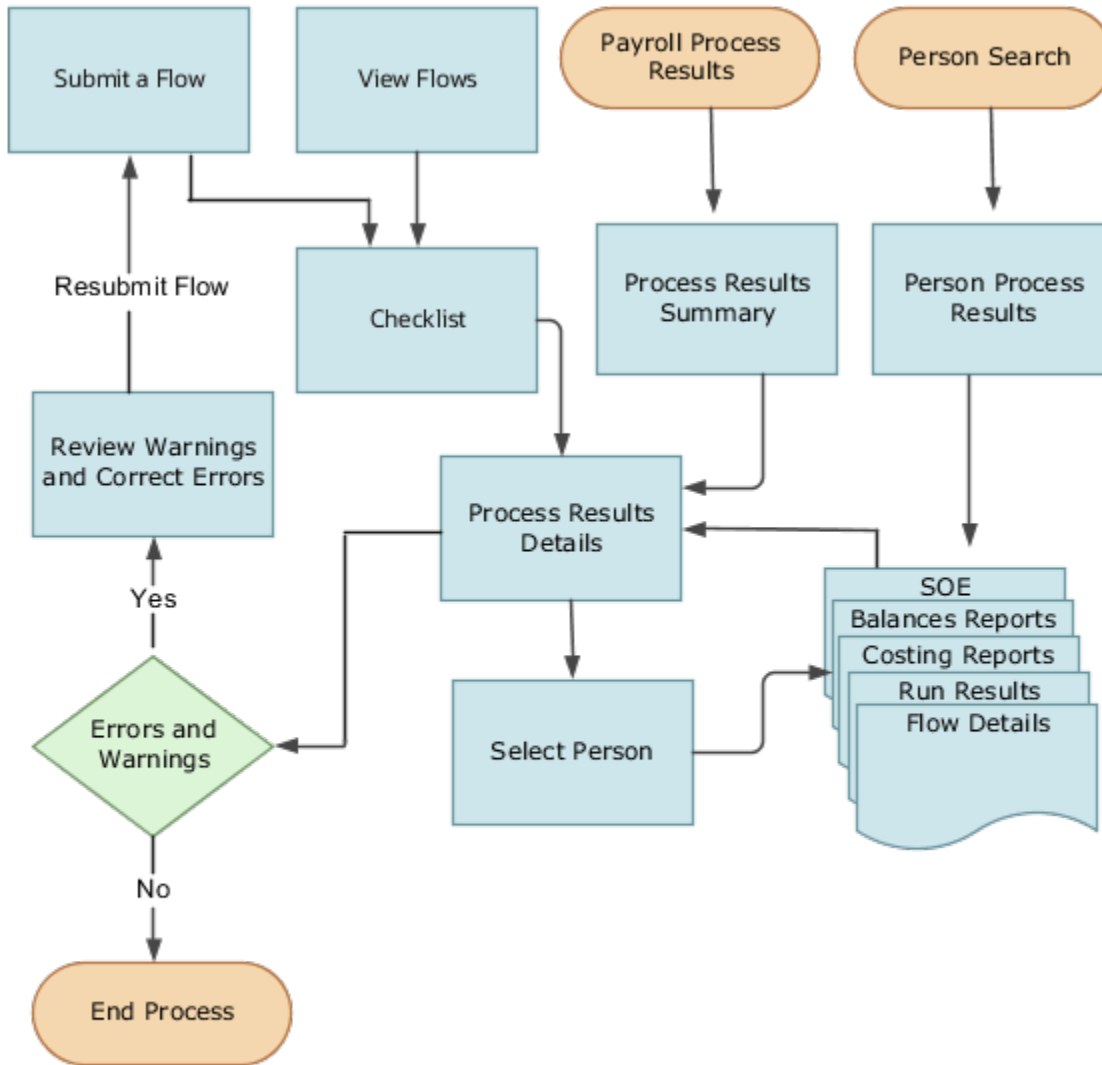 Submit a Flow
View Flows
Payroll Process
Results
Person Search
Resubmit Flow
Checklist
Process Results
Summary
Person Process
Results
Review Warnings
and Correct Errors
Process Results
Details
Yes
SOE
Balances Reports
Costing Reports
Run Results
Flow Details
Errors and
Warnings
Select Person
No
End Process